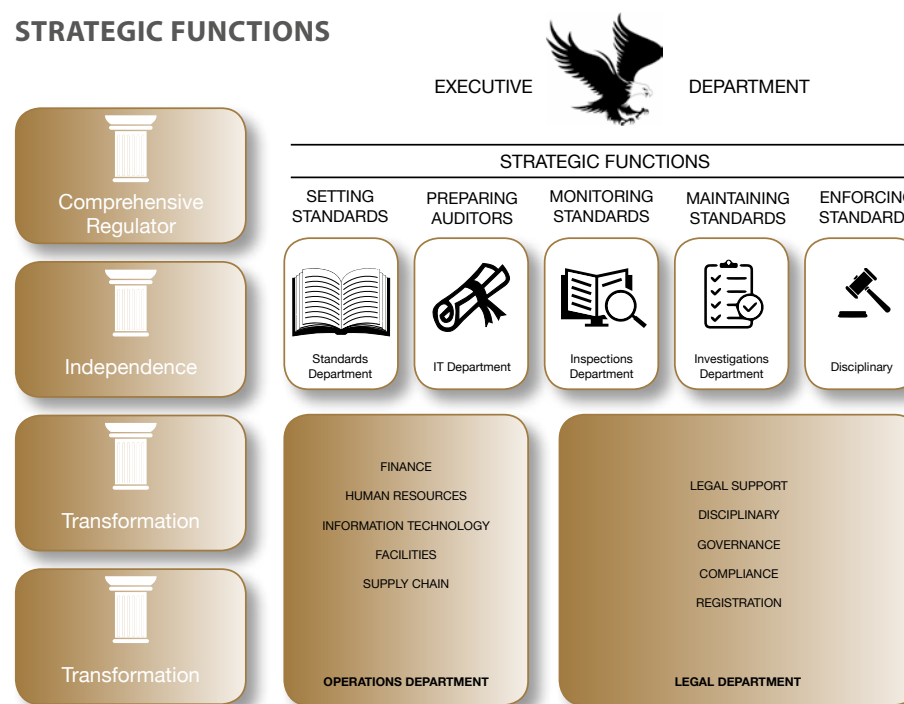 STRATEGIC FUNCTIONS
EXECUTIVE DEPARTMENT
STRATEGIC FUNCTIONS
Comprehensive
Regulator
Independence
Transformation
Transformation
SETTING
STANDARDS
PREPARING
AUDITORS
MONITORING
STANDARDS
MAINTAINING
STANDARDS
ENFORCING
STANDARD
Standards
Department
IT Department
Inspections
Department
Investigations
Department
Disciplinary
FINANCE
HUMAN RESOURCES
INFORMATION TECHNOLOGY
FACILITIES
SUPPLY CHAIN
OPERATIONS DEPARTMENT
LEGAL SUPPORT
DISCIPLINARY
GOVERNANCE
COMPLIANCE
REGISTRATION
LEGAL DEPARTMENT